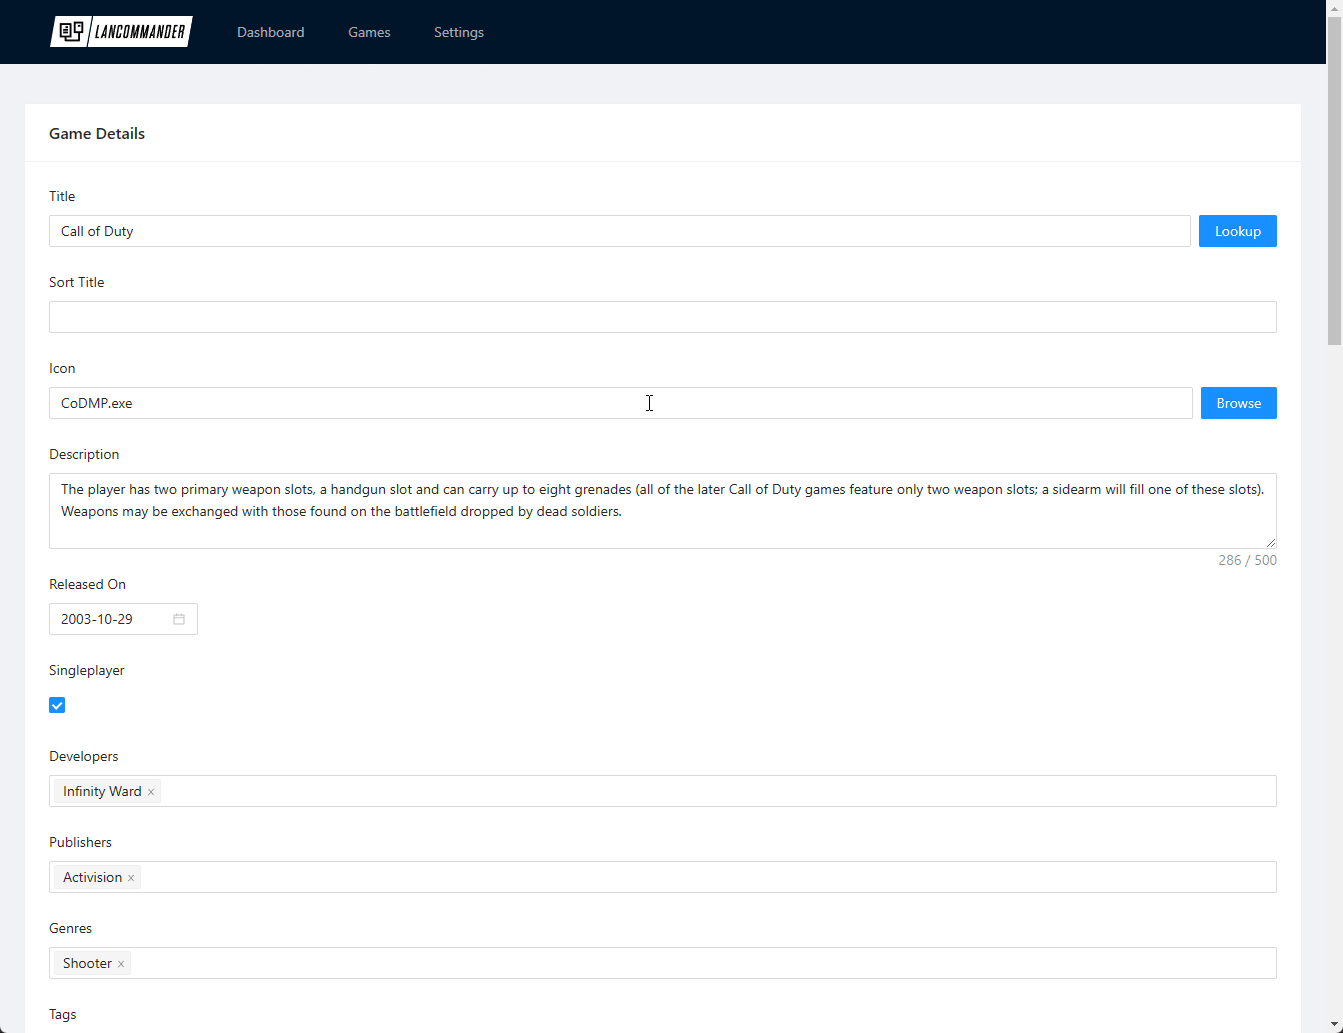 LANCOMMANDER Dashboard Games Settings
Game Details
Title
Call of Duty Lookup
Sort Title
Icon
CoDMP.exe Browse
Description
The player has two primary weapon slots, a handgun slot and can carry up to eight grenades (all of the later Call of Duty games feature only two weapon slots; a sidearm will fill one of these slots).
Weapons may be exchanged with those found on the battlefield dropped by dead soldiers.
286 / 500
Released On
2003-10-29
Singleplayer
Developers
Infinity Ward ×
Publishers
Activision ×
Genres
Shooter ×
Tags